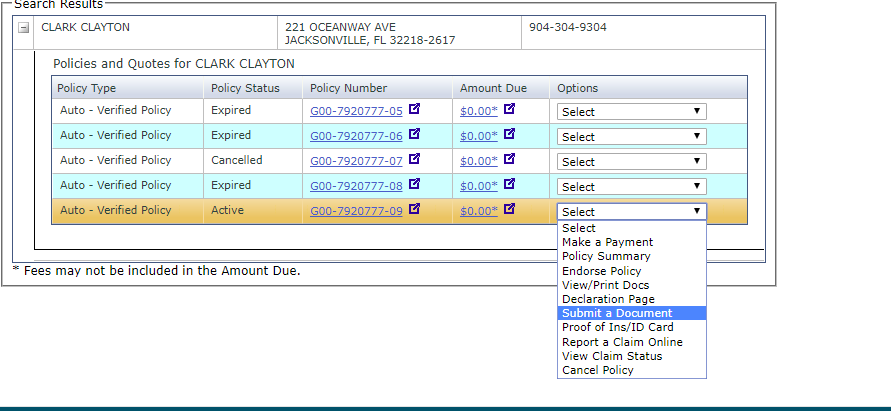 Search Results
CLARK CLAYTON 221 OCEANWAY AVE 904-304-9304
JACKSONVILLE, FL 32218-2617
Policies and Quotes for CLARK CLAYTON
Policy Type Policy Status Policy Number Amount Due Options
Auto - Verified Policy Expired G00-7920777-05 $0.00* Select
Auto - Verified Policy Expired G00-7920777-06 $0.00* Select
Auto - Verified Policy Cancelled G00-7920777-07 $0.00* Select
Auto - Verified Policy Expired G00-7920777-08 $0.00* Select
Auto - Verified Policy Active G00-7920777-09 $0.00* Select
Select
Make a Payment
Policy Summary
Endorse Policy
View/Print Docs
Declaration Page
Submit a Document
Proof of Ins/ID Card
Report a Claim Online
View Claim Status
Cancel Policy
* Fees may not be included in the Amount Due.